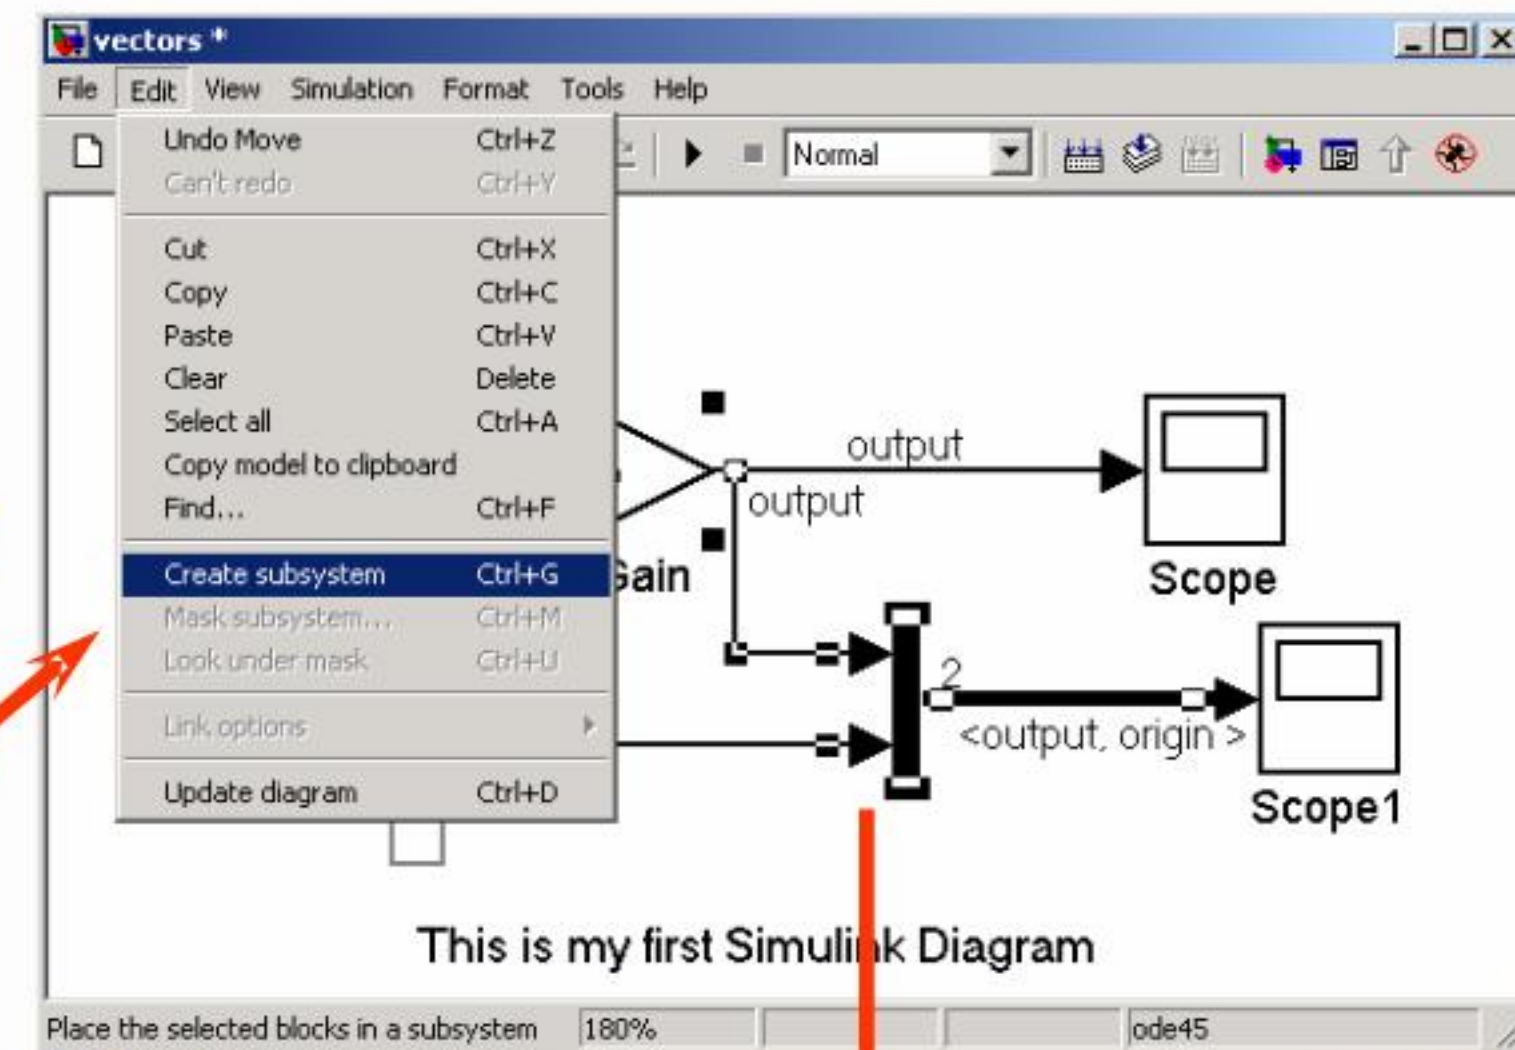 vectors *
File Edit View Simulation Format Tools Help
Normal
Undo Move Ctrl+Z
Can't redo Ctrl+Y
Cut Ctrl+X
Copy Ctrl+C
Paste Ctrl+V
Clear Delete
Select all Ctrl+A
Copy model to clipboard
Find... Ctrl+F
Create subsystem Ctrl+G
Mask subsystem... Ctrl+M
Look under mask Ctrl+U
Link options
Update diagram Ctrl+D
output
output
Gain
Scope
2
<output, origin >
Scope1
This is my first Simulink Diagram
Place the selected blocks in a subsystem 180% ode45